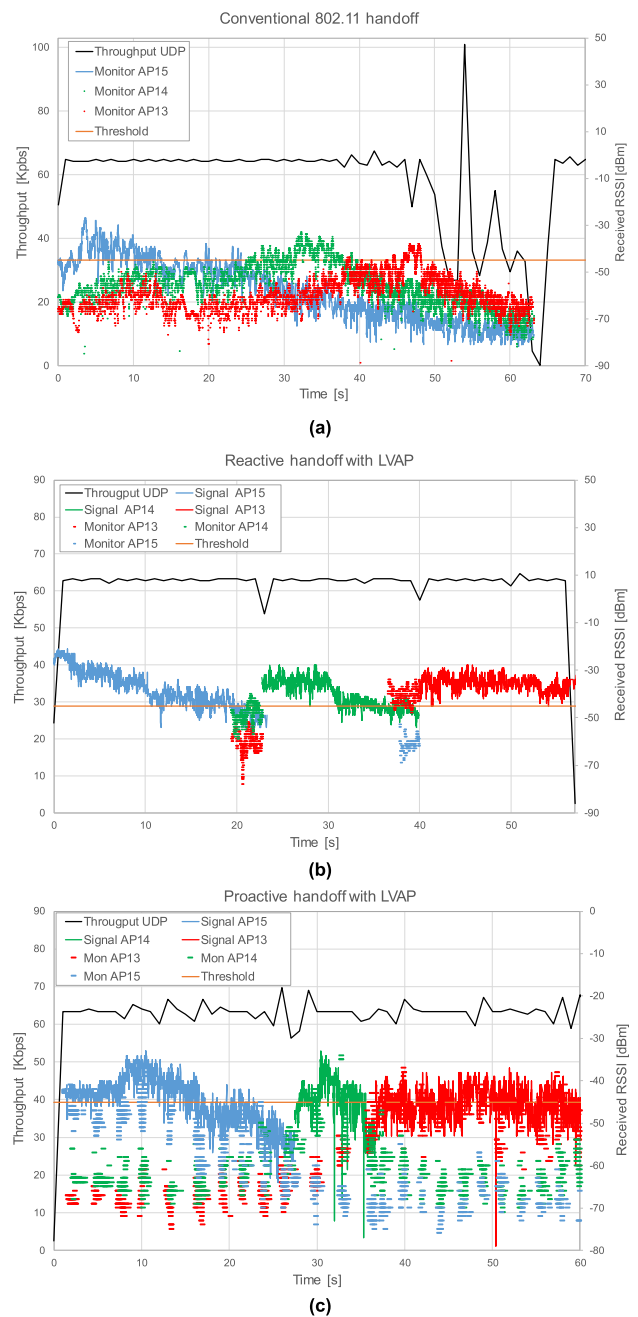 Conventional 802.11 handoff
Throughput UDP
Monitor AP15
Monitor AP14
Monitor AP13
Threshold
Throughput [Kpbs]
100
80
60
40
20
0
50
30
10
-10
-30
-50
-70
-90
Received RSSI [dBm]
0 10 20 30 40 50 60 70
Time [s]
(a)
Reactive handoff with LVAP
Througput UDP Signal AP15
Signal AP14 Signal AP13
Monitor AP13 Monitor AP14
Monitor AP15 Threshold
Throughput [Kbps]
90
80
70
60
50
40
30
20
10
0
50
30
10
-10
-30
-50
-70
-90
Received RSSI [dBm]
0 10 20 30 40 50
Time [s]
(b)
Proactive handoff with LVAP
Througput UDP Signal AP15
Signal AP14 Signal AP13
Mon AP13 Mon AP14
Mon AP15 Threshold
Throughput [Kbps]
90
80
70
60
50
40
30
20
10
0
0
-10
-20
-30
-40
-50
-60
-70
-80
Received RSSI [dBm]
0 10 20 30 40 50 60
Time [s]
(c)